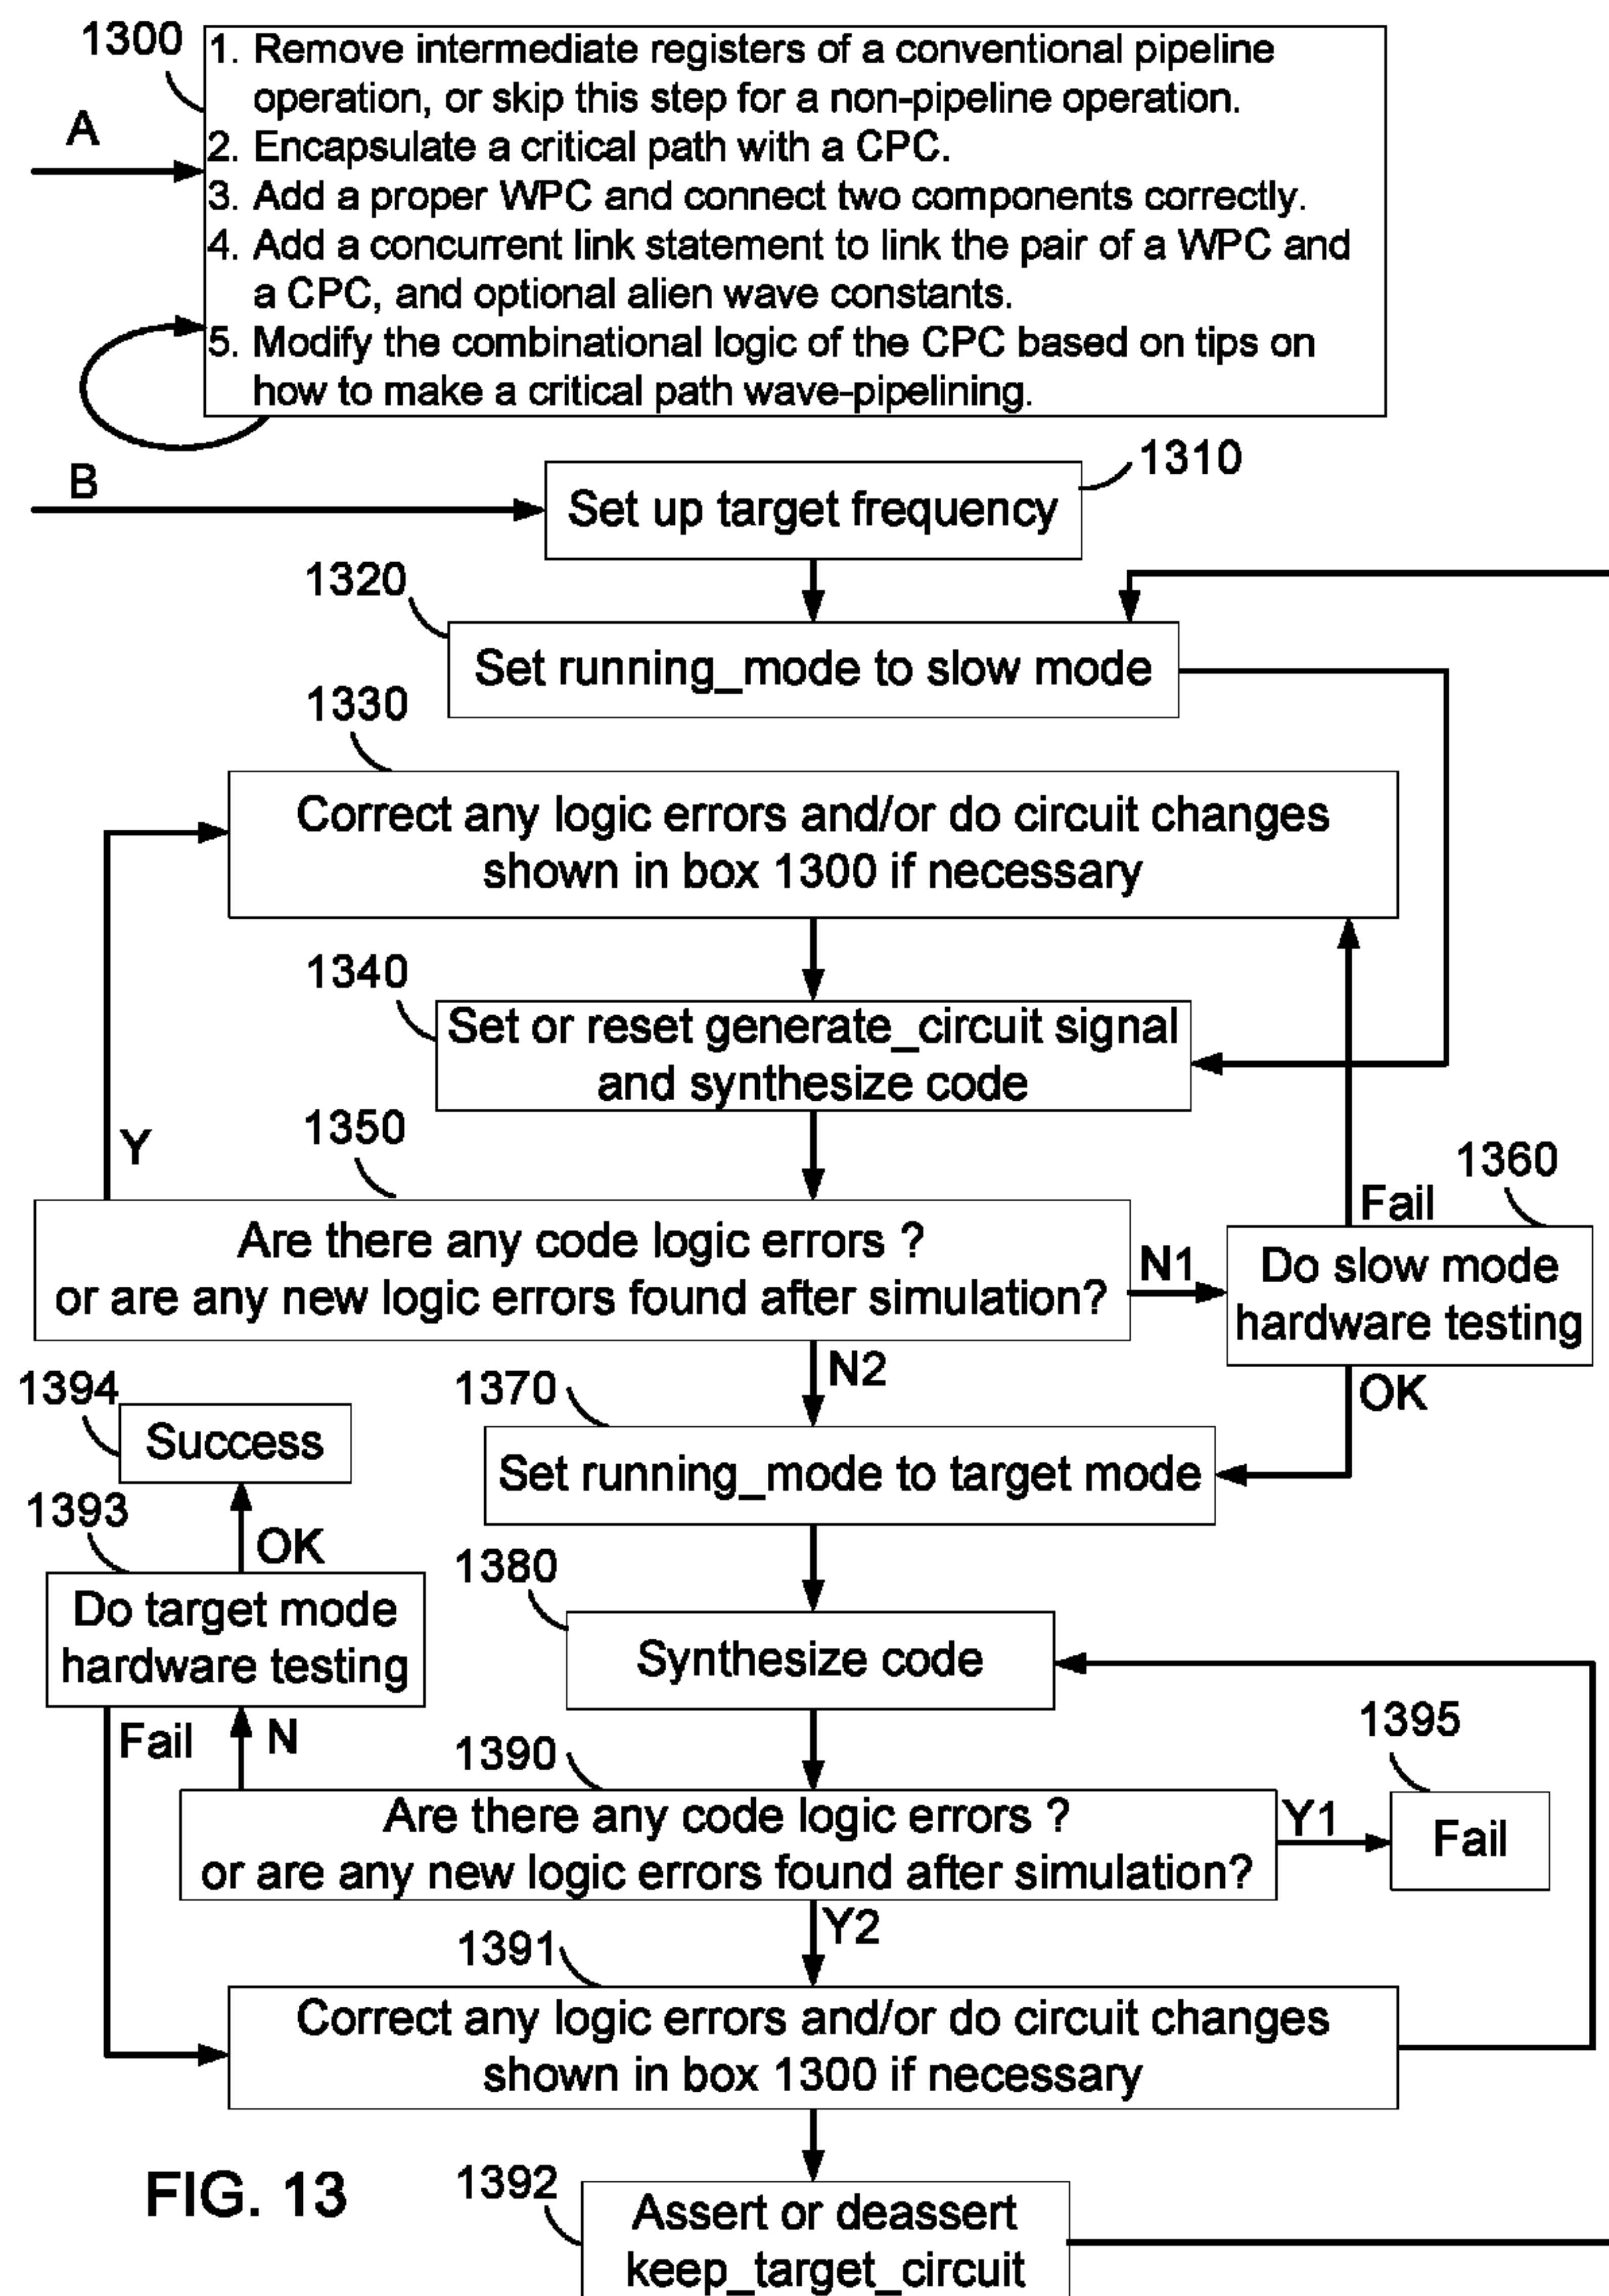 1300
1. Remove intermediate registers of a conventional pipeline
operation, or skip this step for a non-pipeline operation.
A
2. Encapsulate a critical path with a CPC.
3. Add a proper WPC and connect two components correctly.
4. Add a concurrent link statement to link the pair of a WPC and
a CPC, and optional alien wave constants.
5. Modify the combinational logic of the CPC based on tips on
how to make a critical path wave-pipelining.
B
1310
Set up target frequency
1320
Set running_mode to slow mode
1330
Correct any logic errors and/or do circuit changes
shown in box 1300 if necessary
1340
Set or reset generate_circuit signal
and synthesize code
Y
1350
Are there any code logic errors ?
or are any new logic errors found after simulation?
N1
1360
Fail
Do slow mode
hardware testing
OK
N2
1370
Set running_mode to target mode
1394
Success
1393
OK
Do target mode
hardware testing
Fail
N
1380
Synthesize code
1390
Are there any code logic errors ?
or are any new logic errors found after simulation?
Y1
1395
Fail
Y2
1391
Correct any logic errors and/or do circuit changes
shown in box 1300 if necessary
1392
Assert or deassert
keep_target_circuit
FIG. 13